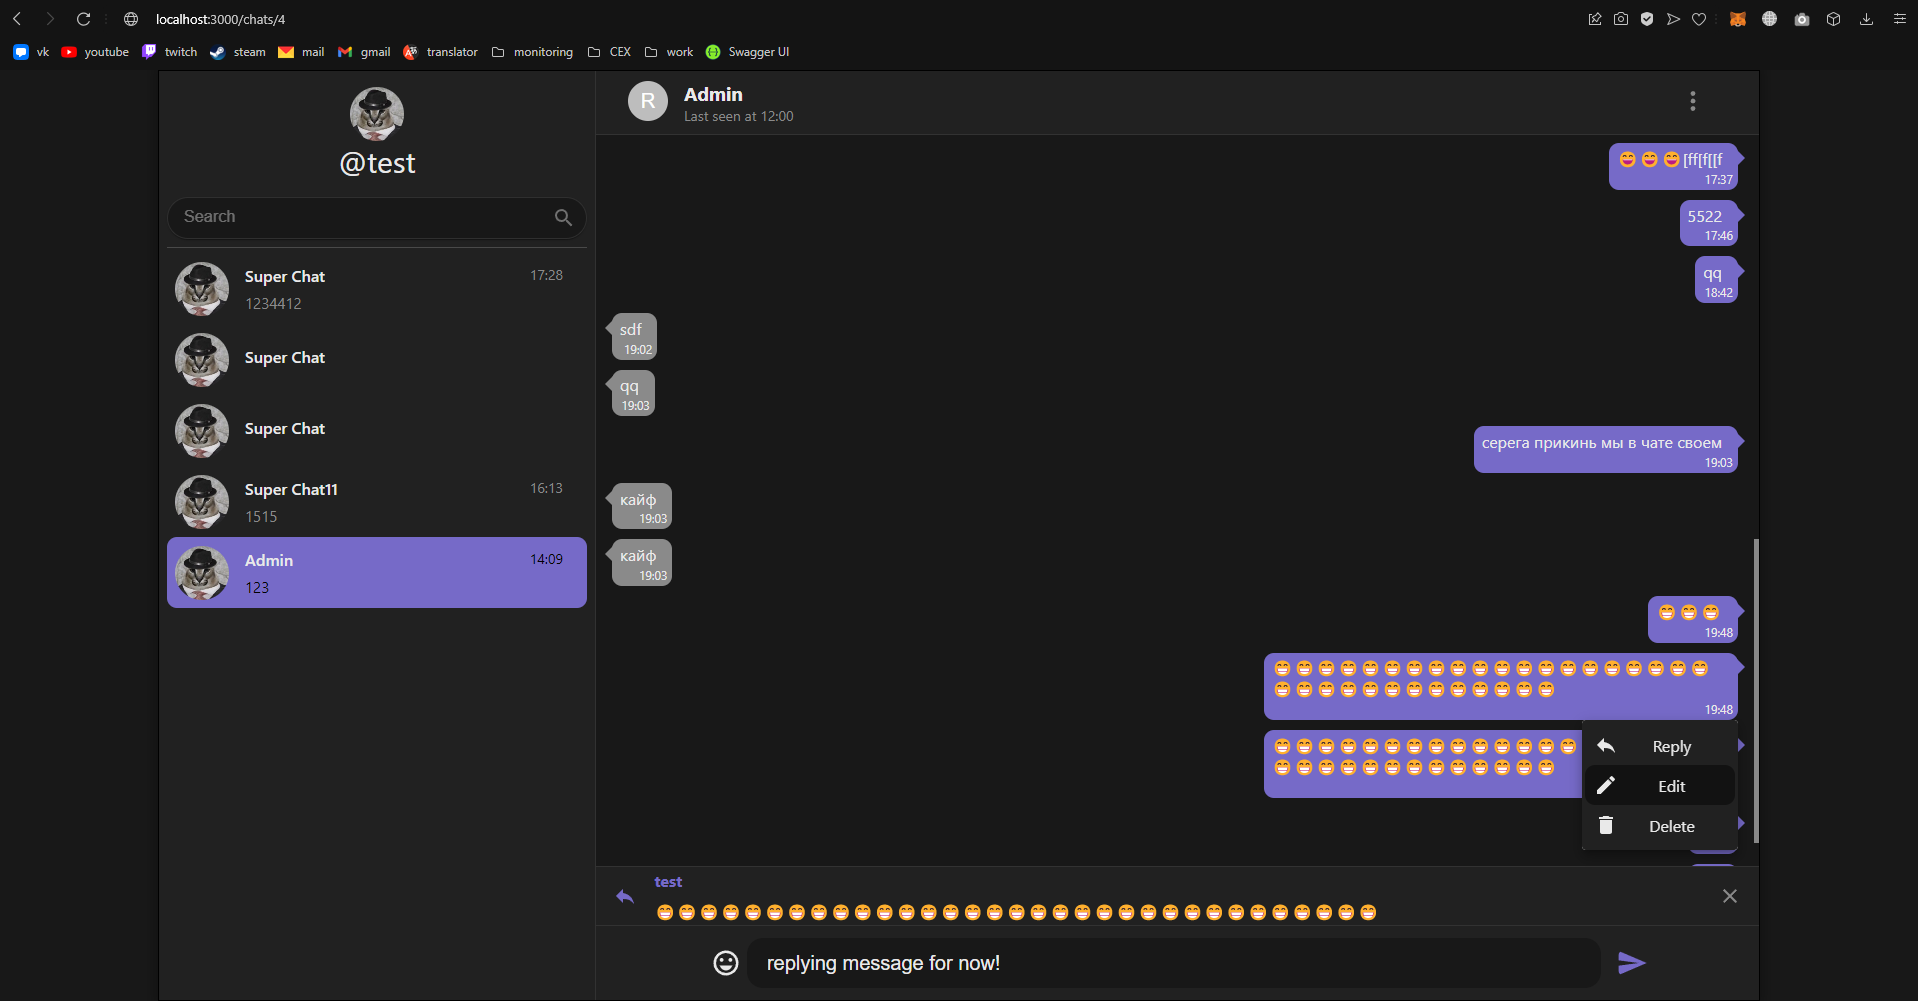 localhost:3000/chats/4
vk youtube twitch steam mail gmail translator monitoring CEX work Swagger UI
@test
Search
Super Chat 17:28
1234412
Super Chat
Super Chat
Super Chat11 16:13
1515
Admin 14:09
123
R
Admin
Last seen at 12:00
😄 😄 😄 [ff[f[[f
17:37
5522
17:46
qq
18:42
sdf
19:02
qq
19:03
серега прикинь мы в чате своем
19:03
кайф
19:03
кайф
19:03
😁 😁 😁
19:48
😁 😁 😁 😁 😁 😁 😁 😁 😁 😁 😁 😁 😁 😁 😁 😁 😁 😁 😁 😁
😁 😁 😁 😁 😁 😁 😁 😁 😁 😁 😁 😁 😁
19:48
😁 😁 😁 😁 😁 😁 😁 😁 😁 😁 😁 😁 😁 😁
😁 😁 😁 😁 😁 😁 😁 😁 😁 😁 😁 😁 😁
Reply
Edit
Delete
test
😁 😁 😁 😁 😁 😁 😁 😁 😁 😁 😁 😁 😁 😁 😁 😁 😁 😁 😁 😁 😁 😁 😁 😁 😁 😁 😁 😁 😁 😁 😁 😁 😁
replying message for now!